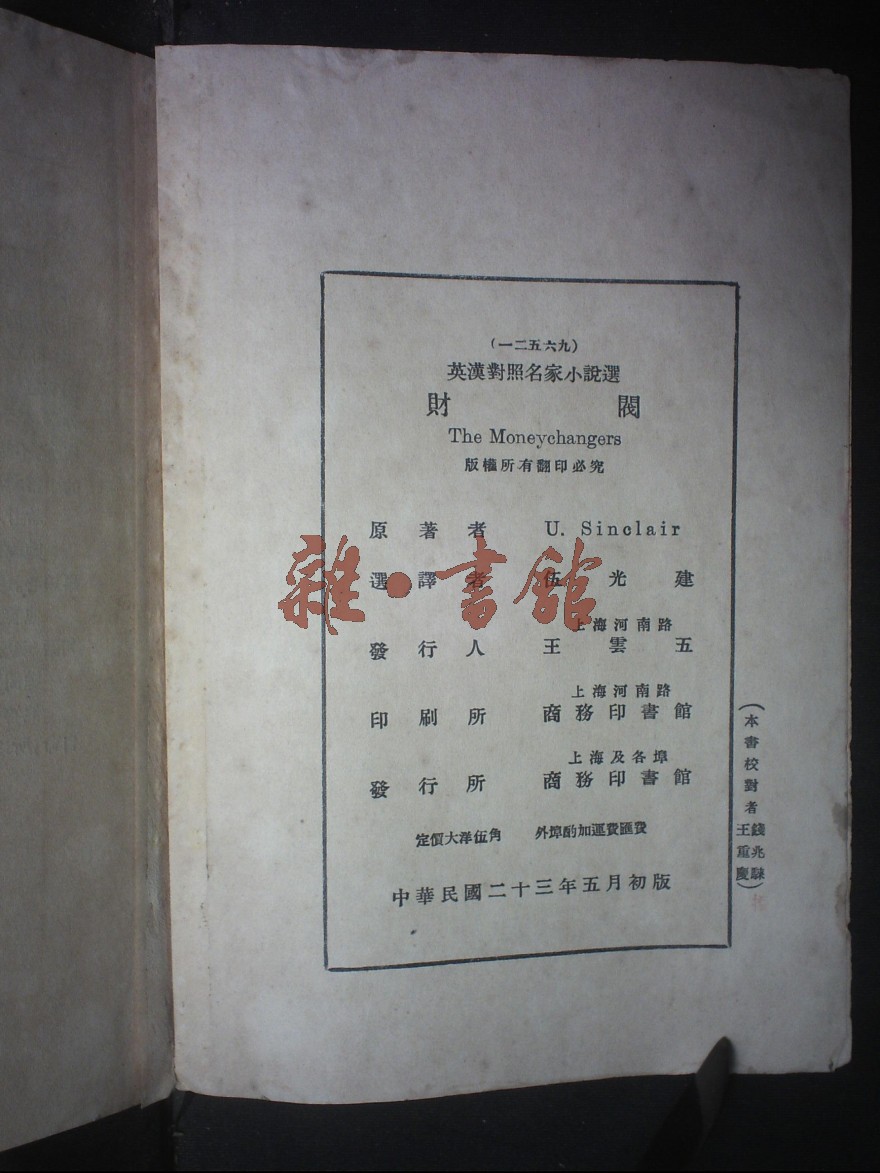 （一二五六九）
英漢對照名家小說選
財 閥
The Moneychangers
版權所有翻印必究
原著者 U. Sinclair
選譯者 伍光建
上海河南路
發行人 王雲五
上海河南路
印刷所 商務印書館
上海及各埠
發行所 商務印書館
定價大洋伍角 外埠酌加運費匯費
中華民國二十三年五月初版
（本書校對者 錢兆騄
王重慶）
雜·書館